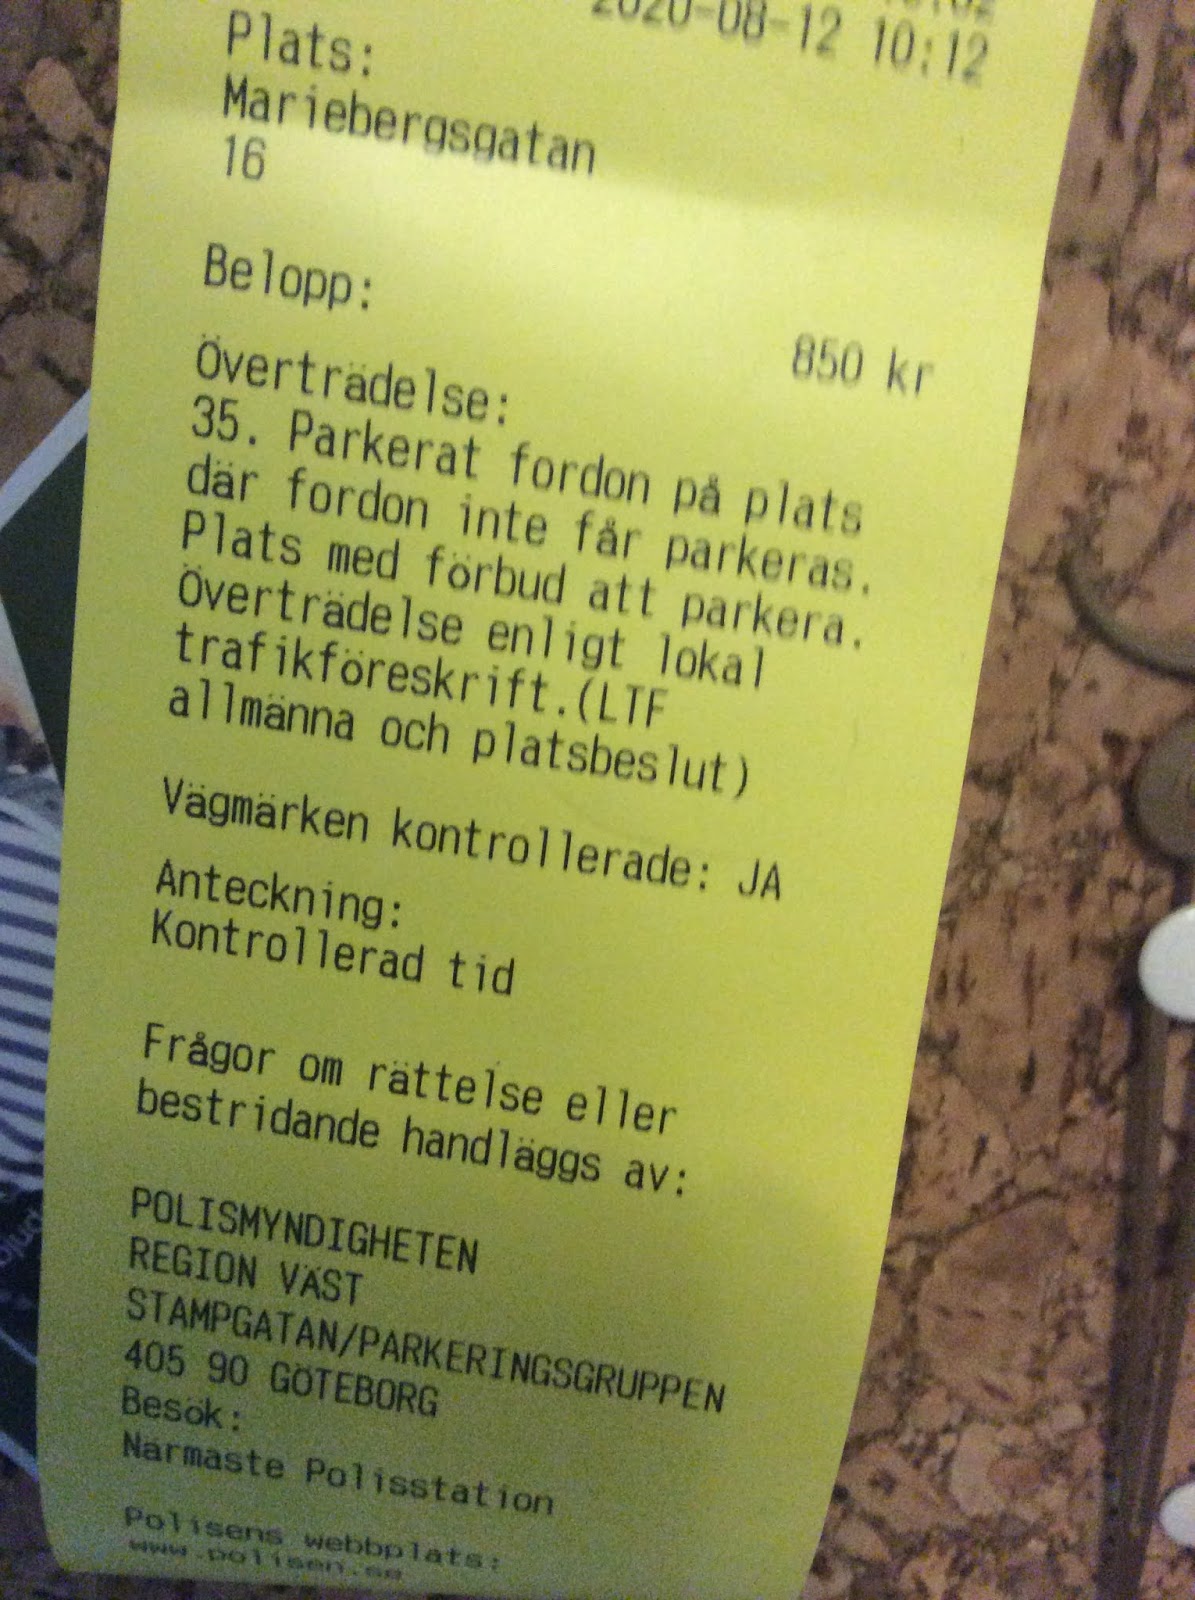 2020-08-12 10:12
Plats:
Mariebergsgatan
16
Belopp:
850 kr
Överträdelse:
35. Parkerat fordon på plats
där fordon inte får parkeras.
Plats med förbud att parkera.
Överträdelse enligt lokal
trafikföreskrift.(LTF
allmänna och platsbeslut)
Vägmärken kontrollerade: JA
Anteckning:
Kontrollerad tid
Frågor om rättelse eller
bestridande handläggs av:
POLISMYNDIGHETEN
REGION VÄST
STAMPGATAN/PARKERINGSGRUPPEN
405 90 GÖTEBORG
Besök:
Närmaste Polisstation
Polisens webbplats:
www.polisen.se